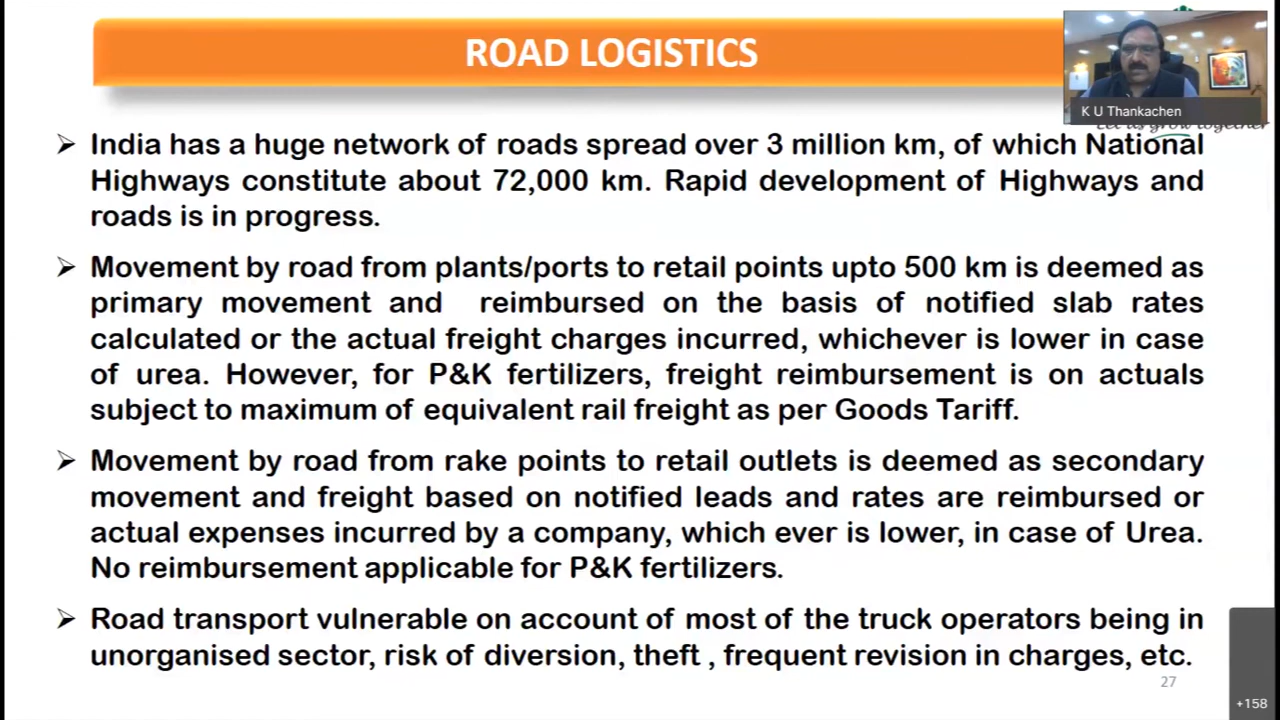 ROAD LOGISTICS
K U Thankachen
Let us grow together
India has a huge network of roads spread over 3 million km, of which National
Highways constitute about 72,000 km. Rapid development of Highways and
roads is in progress.
Movement by road from plants/ports to retail points upto 500 km is deemed as
primary movement and reimbursed on the basis of notified slab rates
calculated or the actual freight charges incurred, whichever is lower in case
of urea. However, for P&K fertilizers, freight reimbursement is on actuals
subject to maximum of equivalent rail freight as per Goods Tariff.
Movement by road from rake points to retail outlets is deemed as secondary
movement and freight based on notified leads and rates are reimbursed or
actual expenses incurred by a company, which ever is lower, in case of Urea.
No reimbursement applicable for P&K fertilizers.
Road transport vulnerable on account of most of the truck operators being in
unorganised sector, risk of diversion, theft , frequent revision in charges, etc.
27
+158